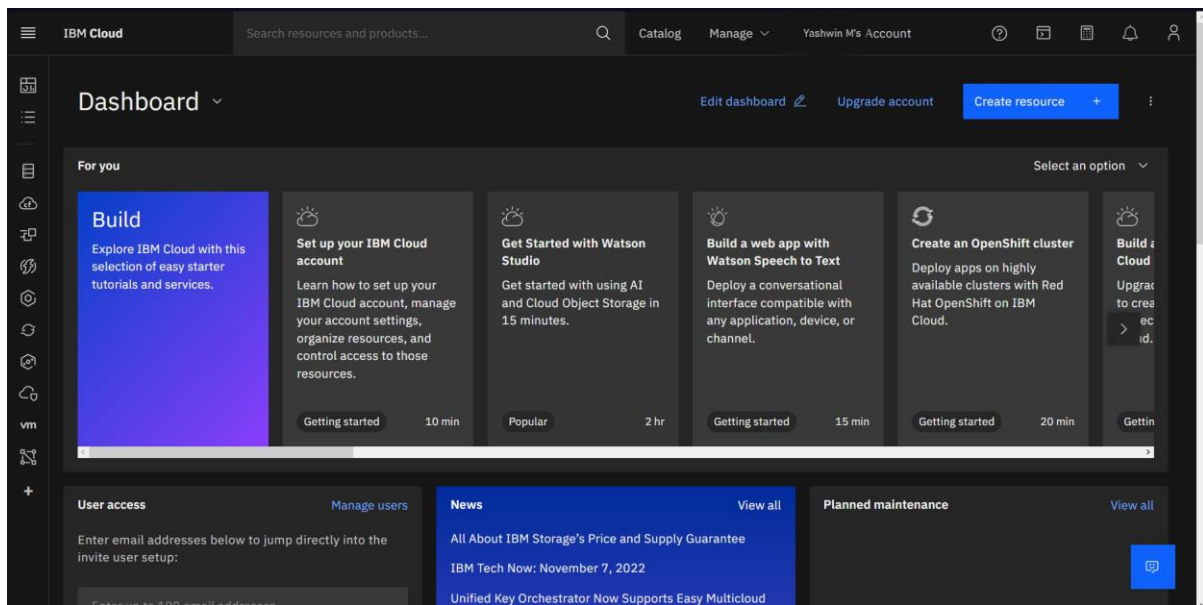 IBM Cloud
Search resources and products...
Catalog
Manage
Yashwin M's Account
Dashboard
Edit dashboard
Upgrade account
Create resource +
For you
Select an option
Build
Explore IBM Cloud with this
selection of easy starter
tutorials and services.
Set up your IBM Cloud
account
Learn how to set up your
IBM Cloud account, manage
your account settings,
organize resources, and
control access to those
resources.
Getting started
10 min
Get Started with Watson
Studio
Get started with using AI
and Cloud Object Storage in
15 minutes.
Popular
2 hr
Build a web app with
Watson Speech to Text
Deploy a conversational
interface compatible with
any application, device, or
channel.
Getting started
15 min
Create an OpenShift cluster
Deploy apps on highly
available clusters with Red
Hat OpenShift on IBM
Cloud.
Getting started
20 min
Build
Cloud
to
vm
User access
Manage users
Enter email addresses below to jump directly into the
invite user setup:
Enter up to 100 email addresses
News
View all
All About IBM Storage's Price and Supply Guarantee
IBM Tech Now: November 7, 2022
Unified Key Orchestrator Now Supports Easy Multicloud
Planned maintenance
View all